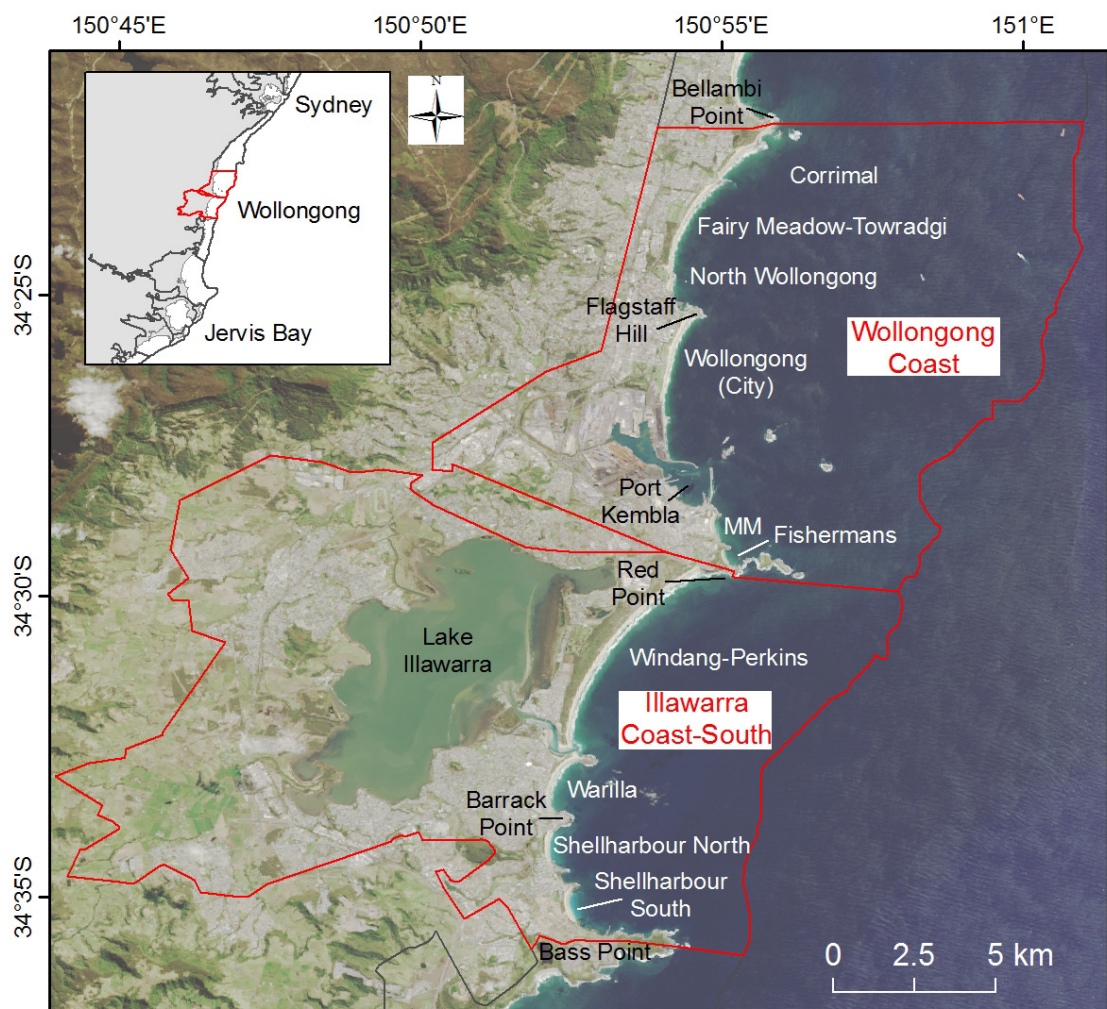 150°45'E
150°50'E
150°55'E
151°E
34°25'S
34°30'S
34°35'S
Sydney
Wollongong
Jervis Bay
N
Bellambi
Point
Corrimal
Fairy Meadow-Towradgi
North Wollongong
Flagstaff
Hill
Wollongong
Coast
Wollongong
(City)
Port
Kembla
MM
Fishermans
Red
Point
Lake
Illawarra
Windang-Perkins
Illawarra
Coast-South
Warilla
Barrack
Point
Shellharbour North
Shellharbour
South
Bass Point
0 2.5 5 km